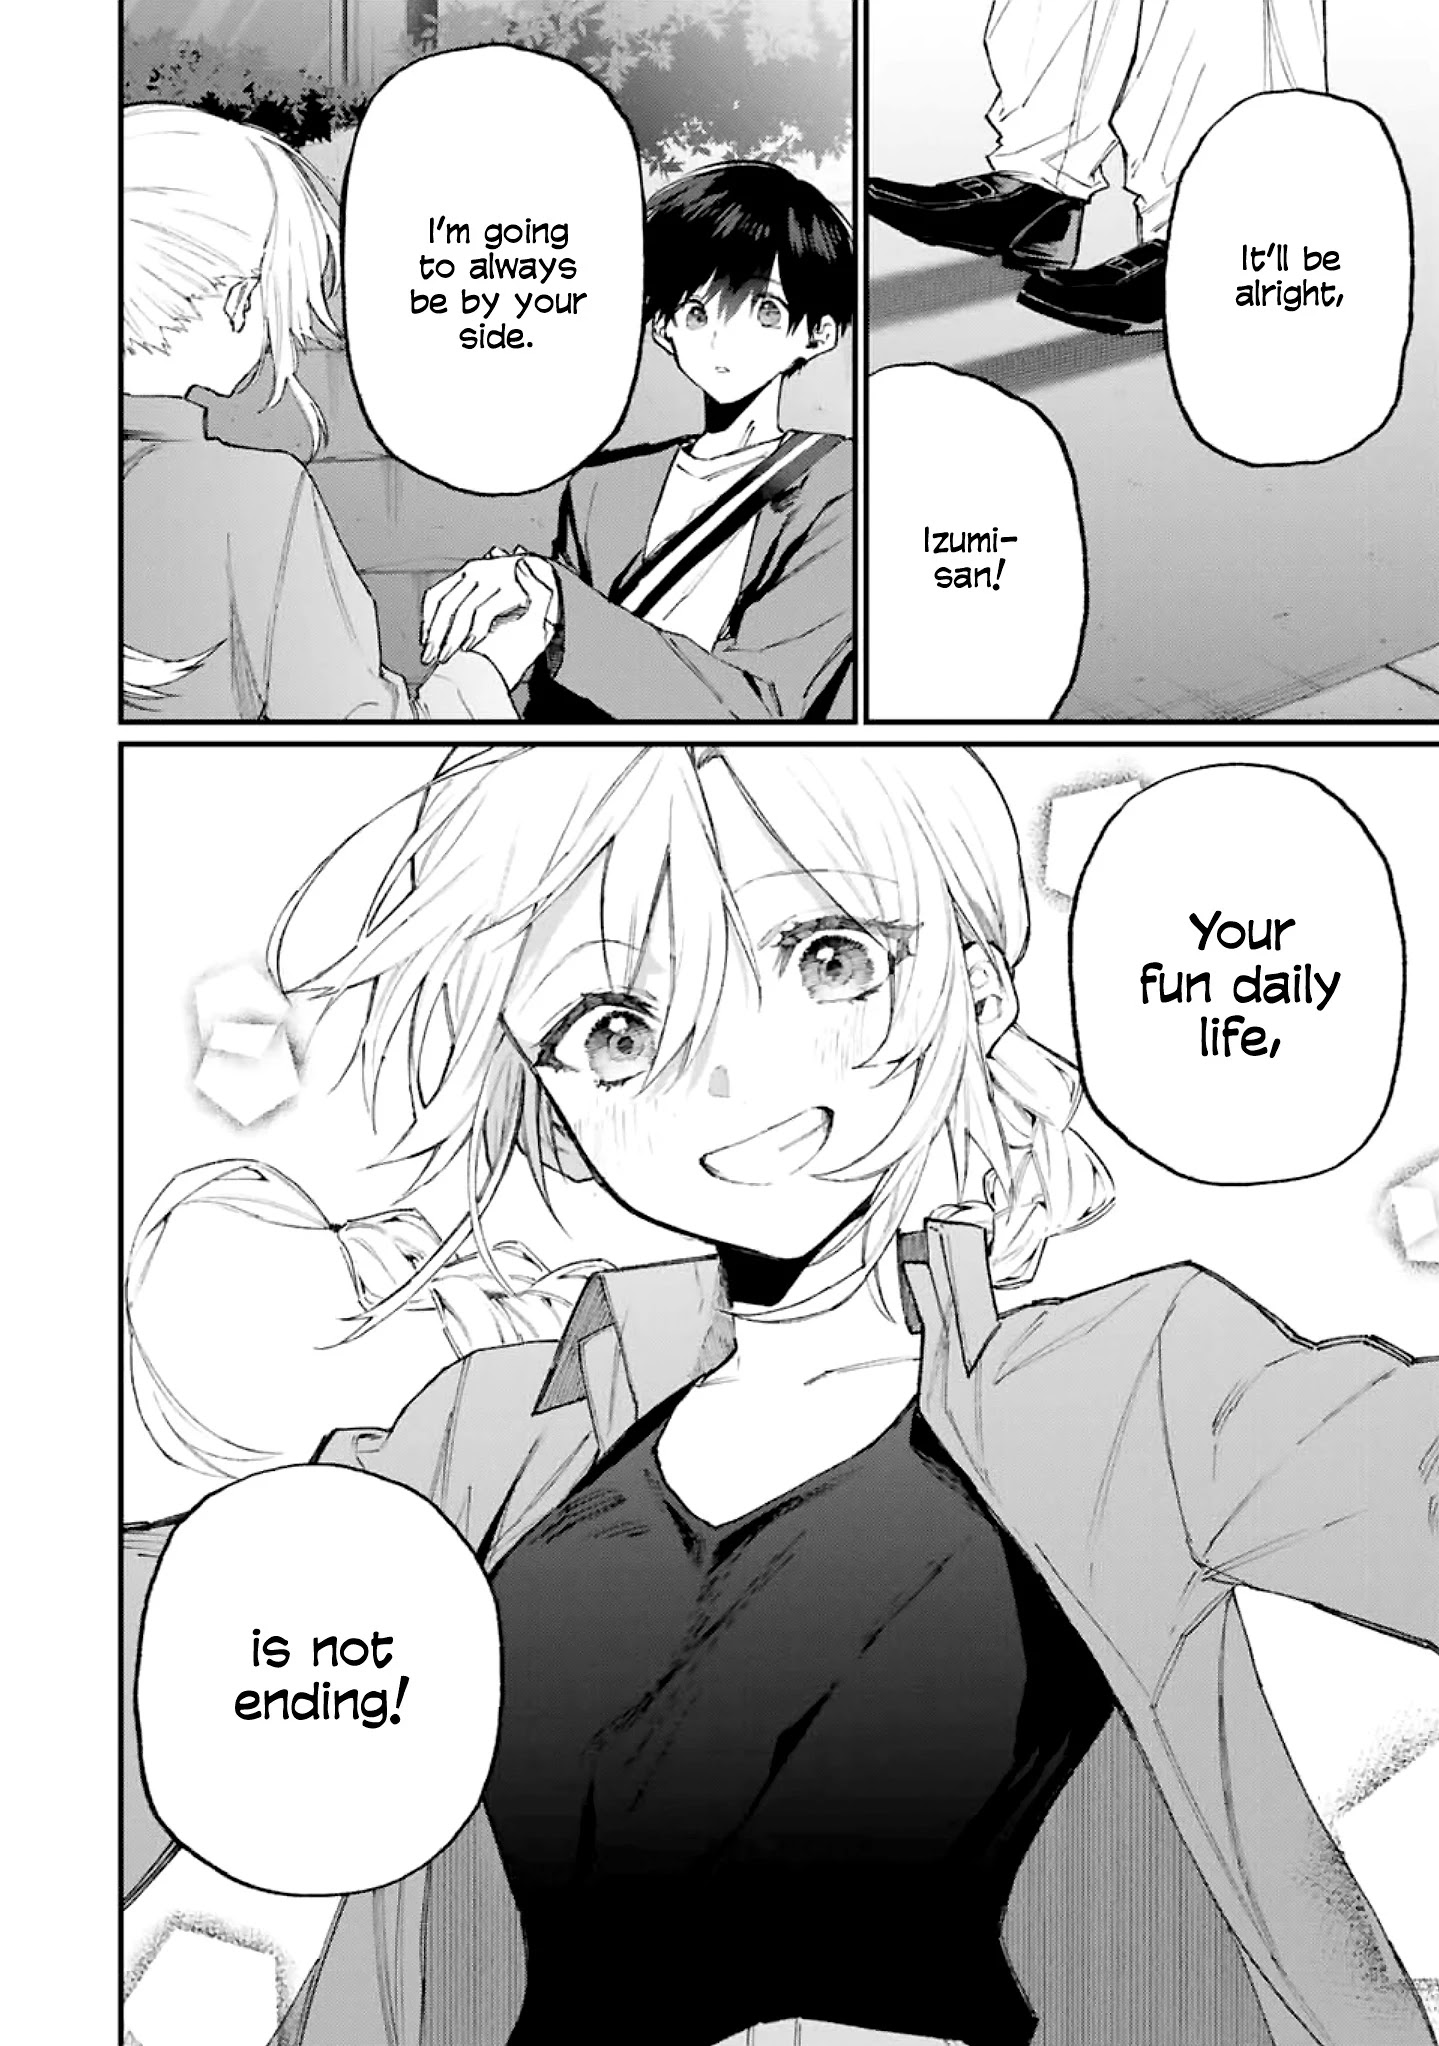 It'll be
alright,
Izumi-
san!
I'm going
to always
be by your
side.
Your
fun daily
life,
is not
ending!